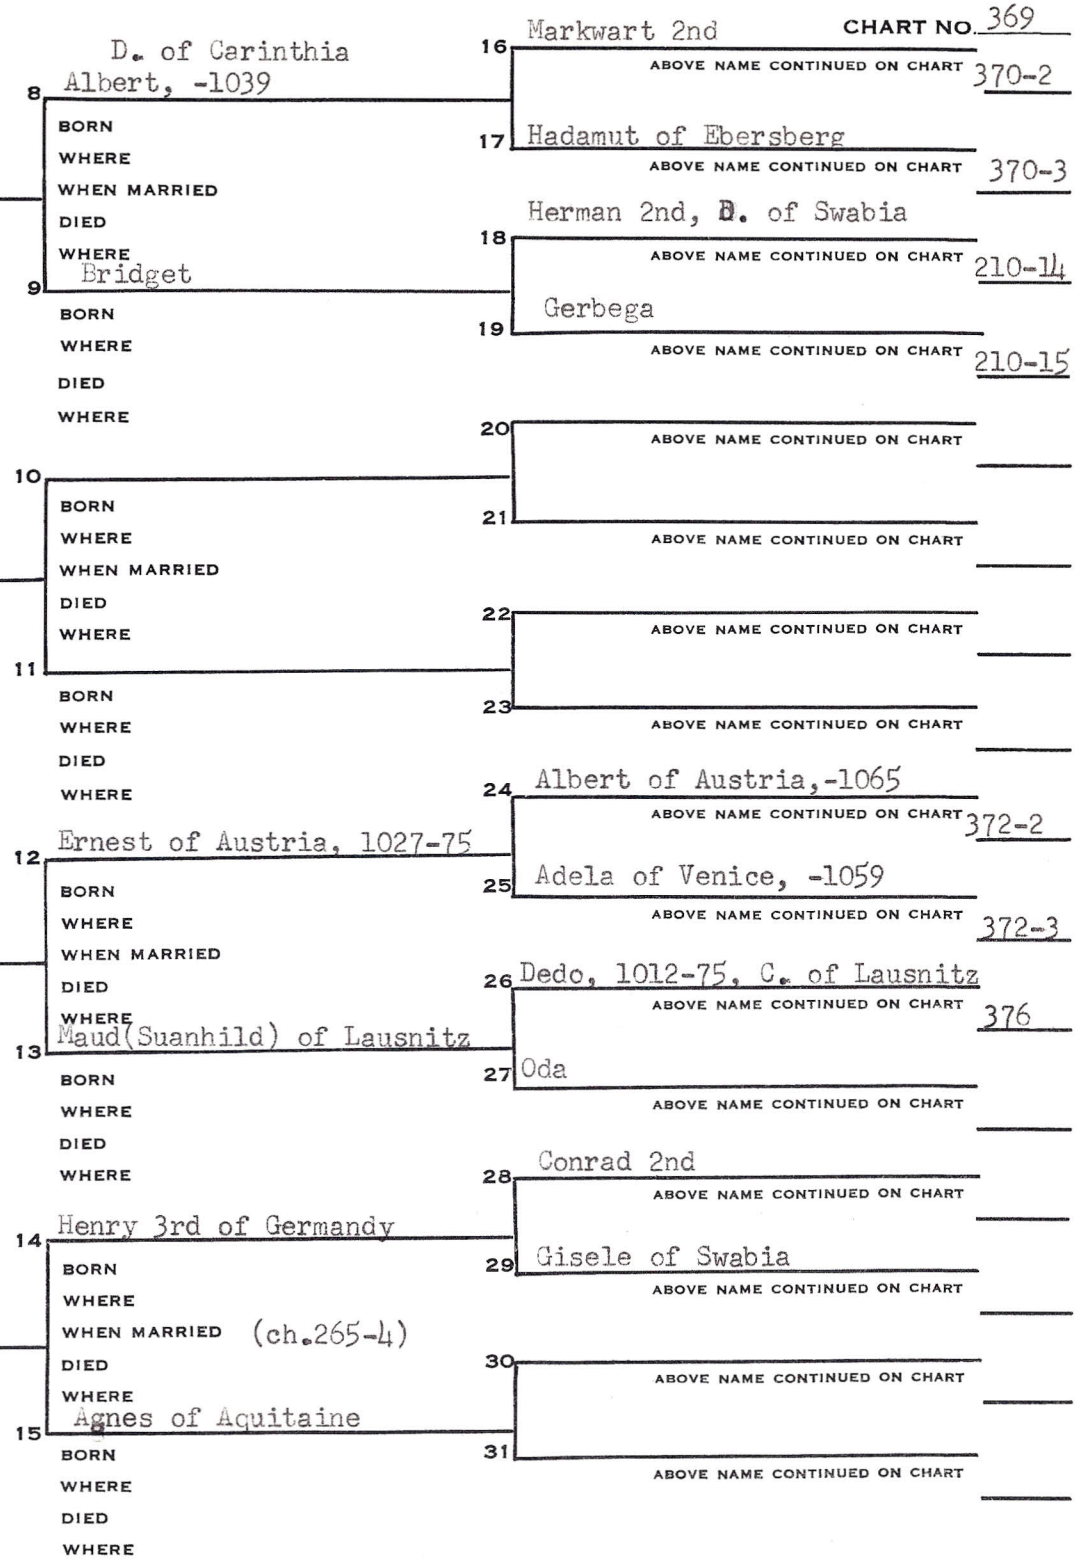 CHART NO. 369
D. of Carinthia
8 Albert, -1039
BORN
WHERE
WHEN MARRIED
DIED
WHERE
9 Bridget
BORN
WHERE
DIED
WHERE
10
BORN
WHERE
WHEN MARRIED
DIED
WHERE
11
BORN
WHERE
DIED
WHERE
12 Ernest of Austria, 1027-75
BORN
WHERE
WHEN MARRIED
DIED
WHERE
13 Maud(Suanhild) of Lausnitz
BORN
WHERE
DIED
WHERE
14 Henry 3rd of Germandy
BORN
WHERE
WHEN MARRIED (ch.265-4)
DIED
WHERE
15 Agnes of Aquitaine
BORN
WHERE
DIED
WHERE
16 Markwart 2nd
ABOVE NAME CONTINUED ON CHART 370-2
17 Hadamut of Ebersberg
ABOVE NAME CONTINUED ON CHART 370-3
18 Herman 2nd, D. of Swabia
ABOVE NAME CONTINUED ON CHART 210-14
19 Gerbega
ABOVE NAME CONTINUED ON CHART 210-15
20
ABOVE NAME CONTINUED ON CHART
21
ABOVE NAME CONTINUED ON CHART
22
ABOVE NAME CONTINUED ON CHART
23
ABOVE NAME CONTINUED ON CHART
24 Albert of Austria,-1065
ABOVE NAME CONTINUED ON CHART 372-2
25 Adela of Venice, -1059
ABOVE NAME CONTINUED ON CHART 372-3
26 Dedo, 1012-75, C. of Lausnitz
ABOVE NAME CONTINUED ON CHART 376
27 Oda
ABOVE NAME CONTINUED ON CHART
28 Conrad 2nd
ABOVE NAME CONTINUED ON CHART
29 Gisele of Swabia
ABOVE NAME CONTINUED ON CHART
30
ABOVE NAME CONTINUED ON CHART
31
ABOVE NAME CONTINUED ON CHART